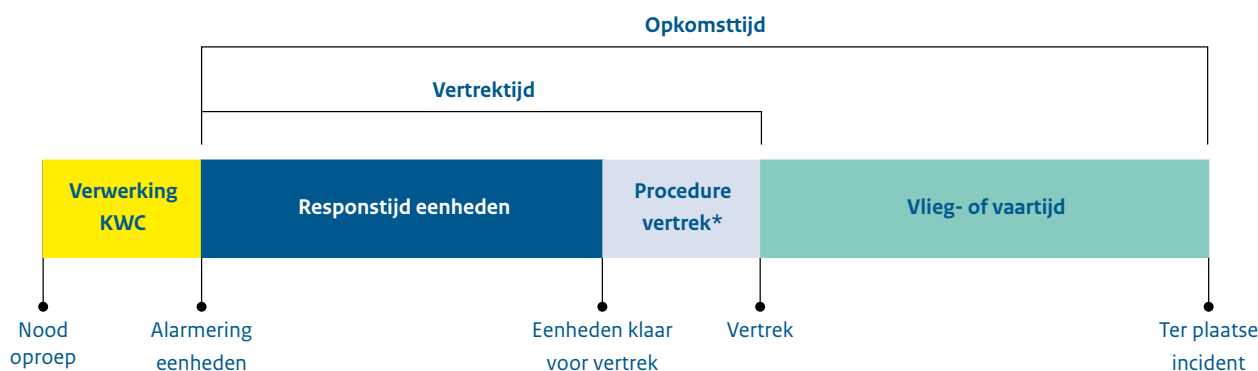 Opkomsttijd
Vertrektijd
Verwerking
KWC
Responstijd eenheden
Procedure
vertrek*
Vlieg- of vaartijd
Nood
oproep
Alarmering
eenheden
Eenheden klaar
voor vertrek
Vertrek
Ter plaatse
incident